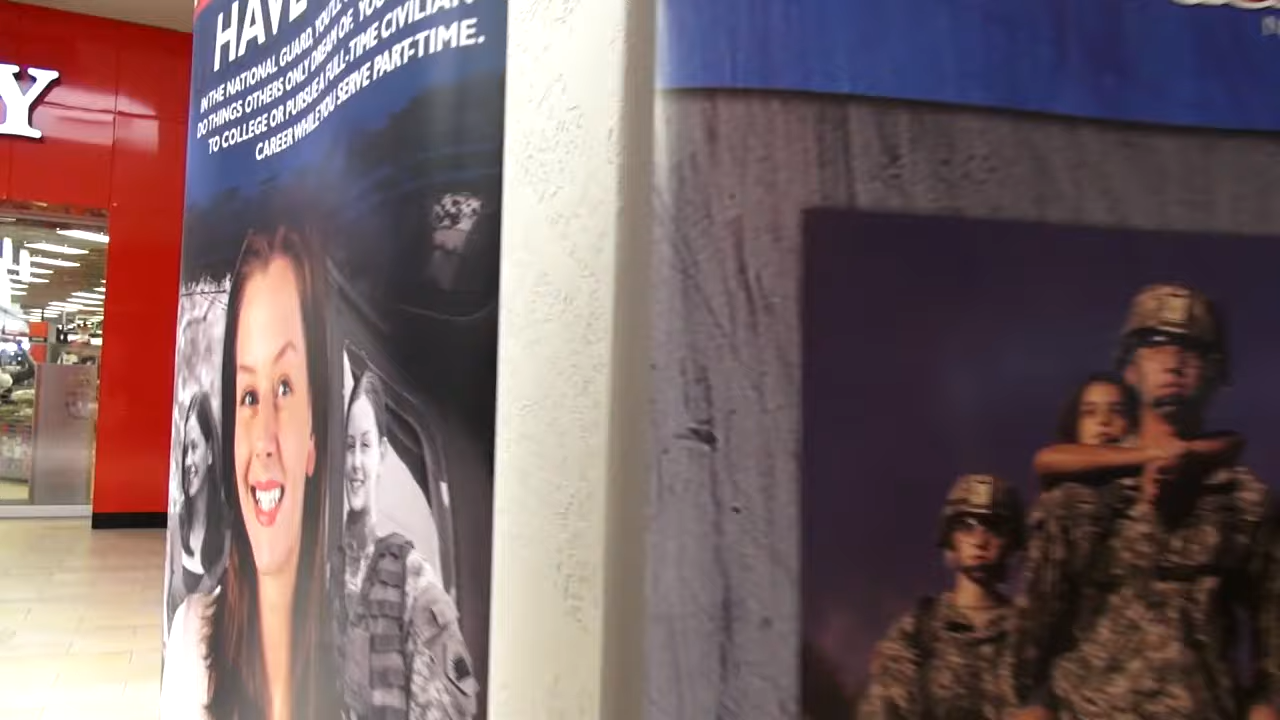 Y
HAVE
IN THE NATIONAL GUARD, YOU'LL
DO THINGS OTHERS ONLY DREAM OF. YOU
TO COLLEGE OR PURSUE A FULL-TIME CIVILIAN
CAREER WHILE YOU SERVE PART-TIME.